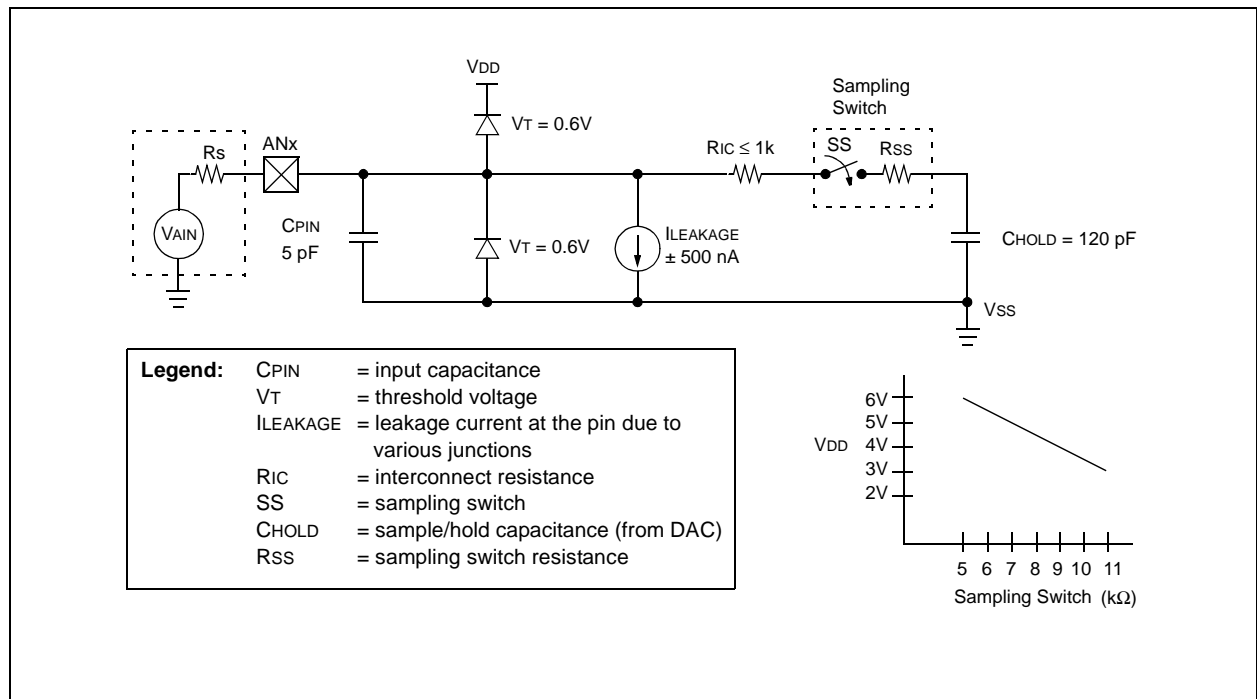 VDD
Sampling
Switch
VT = 0.6V
ANx
RS
RIC ≤ 1k
SS
RSS
VAIN
CPIN
5 pF
VT = 0.6V
ILEAKAGE
± 500 nA
CHOLD = 120 pF
VSS
Legend: CPIN = input capacitance
VT = threshold voltage
ILEAKAGE = leakage current at the pin due to
various junctions
RIC = interconnect resistance
SS = sampling switch
CHOLD = sample/hold capacitance (from DAC)
RSS = sampling switch resistance
6V
5V
VDD 4V
3V
2V
5 6 7 8 9 10 11
Sampling Switch (kΩ)